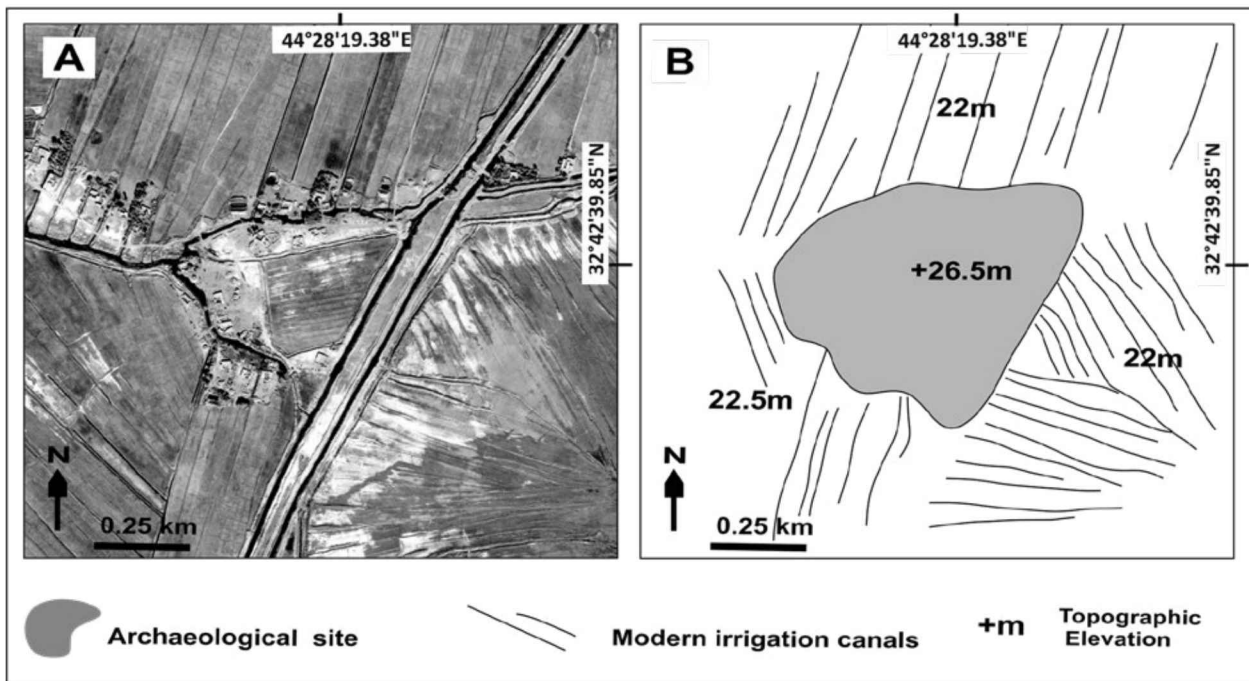 A
44°28'19.38"E
32°42'39.85"N
N
0.25 km
B
44°28'19.38"E
22m
32°42'39.85"N
+26.5m
22m
22.5m
N
0.25 km
Archaeological site
Modern irrigation canals
+m
Topographic
Elevation